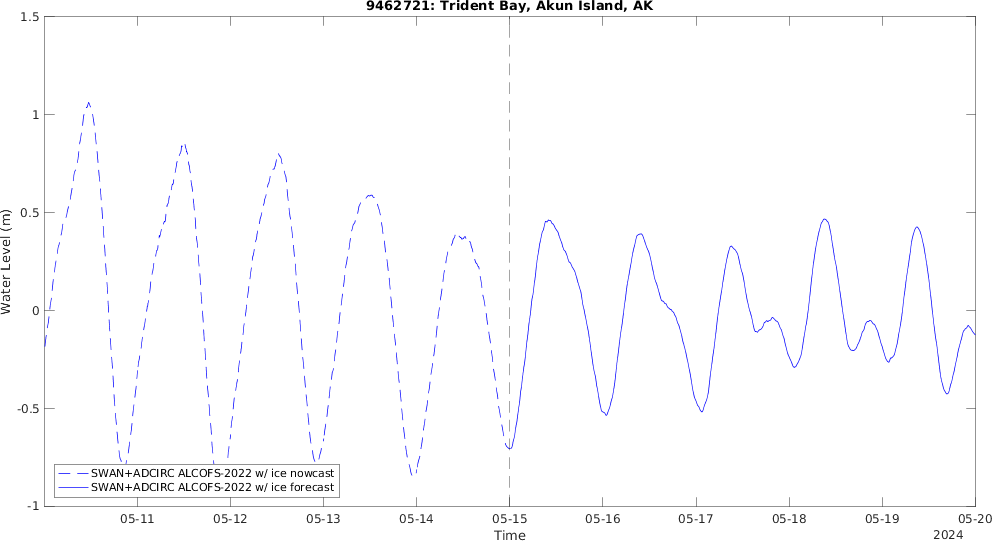 9462721: Trident Bay, Akun Island, AK
1.5
1
0.5
0
-0.5
-1
Water Level (m)
SWAN+ADCIRC ALCOFS-2022 w/ ice nowcast
SWAN+ADCIRC ALCOFS-2022 w/ ice forecast
05-11 05-12 05-13 05-14 05-15 05-16 05-17 05-18 05-19 05-20
Time
2024